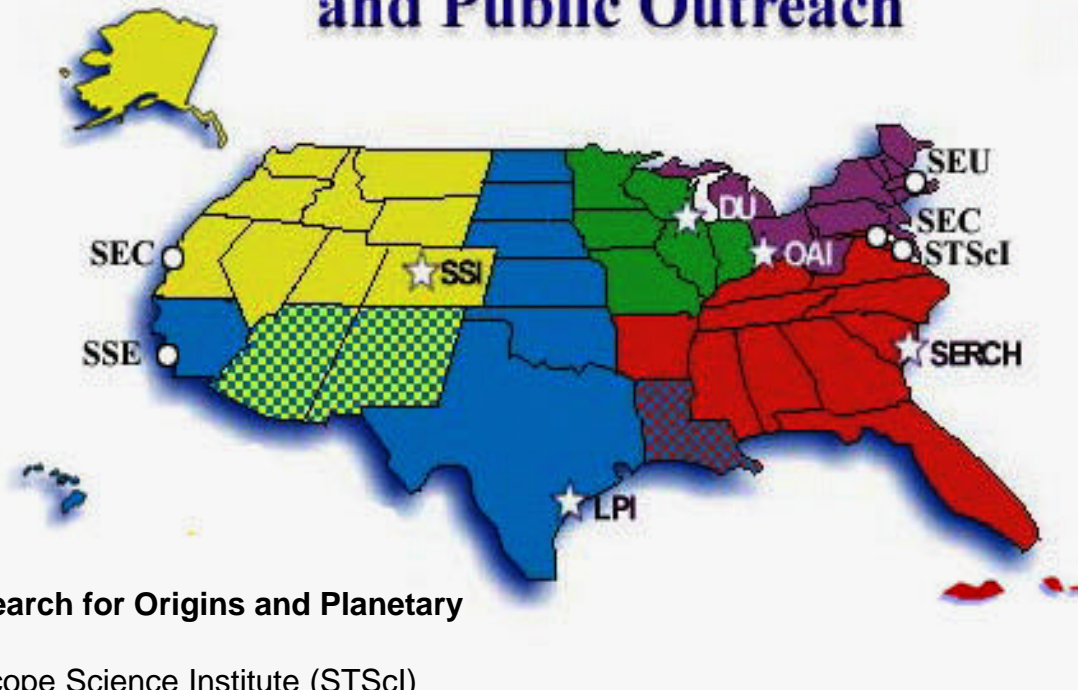 and Public Outreach
SEU
DU
SEC
SEC
OAI
STScI
SSI
SSE
SERCH
LPI
earch for Origins and Planetary
cope Science Institute (STScI)